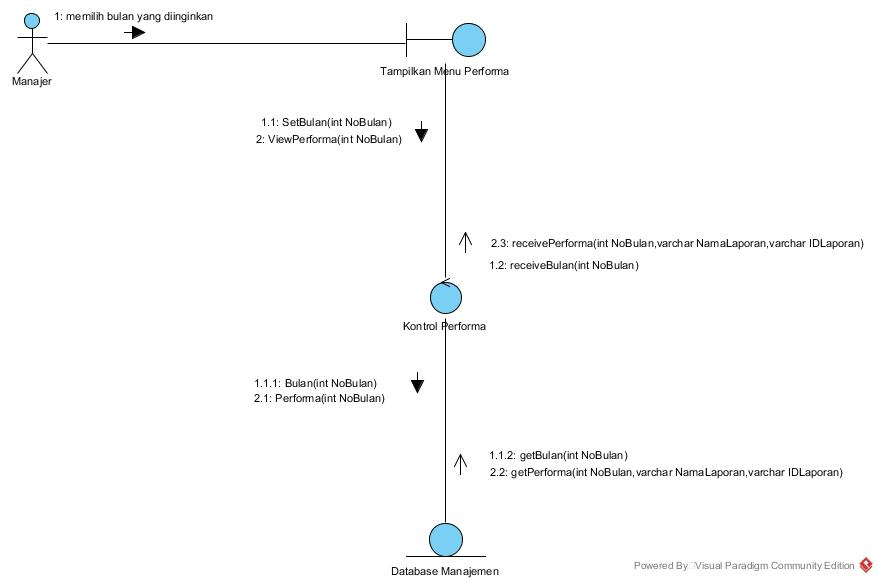 1: memilih bulan yang diinginkan
Manajer
Tampilkan Menu Performa
1.1: SetBulan(int NoBulan)
2: ViewPerforma(int NoBulan)
2.3: receivePerforma(int NoBulan,varchar NamaLaporan,varchar IDLaporan)
1.2: receiveBulan(int NoBulan)
Kontrol Performa
1.1.1: Bulan(int NoBulan)
2.1: Performa(int NoBulan)
1.1.2: getBulan(int NoBulan)
2.2: getPerforma(int NoBulan,varchar NamaLaporan,varchar IDLaporan)
Database Manajemen
Powered By Visual Paradigm Community Edition